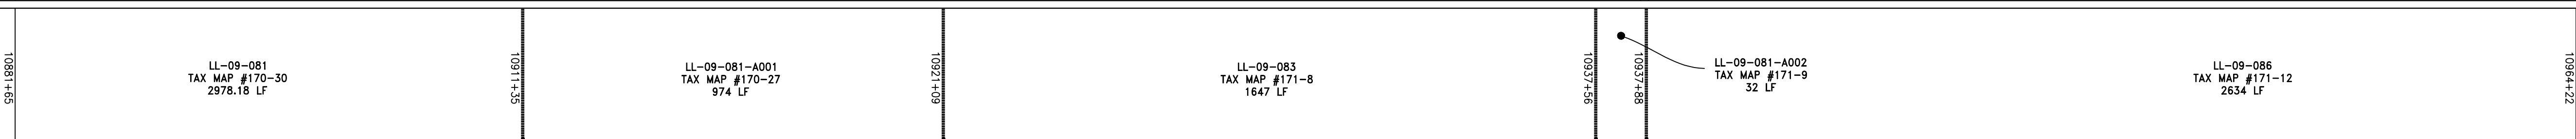 10881+65
LL-09-081
TAX MAP #170-30
2978.18 LF
10911+35
LL-09-081-A001
TAX MAP #170-27
974 LF
10921+09
LL-09-083
TAX MAP #171-8
1647 LF
10937+56
10937+88
LL-09-081-A002
TAX MAP #171-9
32 LF
LL-09-086
TAX MAP #171-12
2634 LF
10964+22